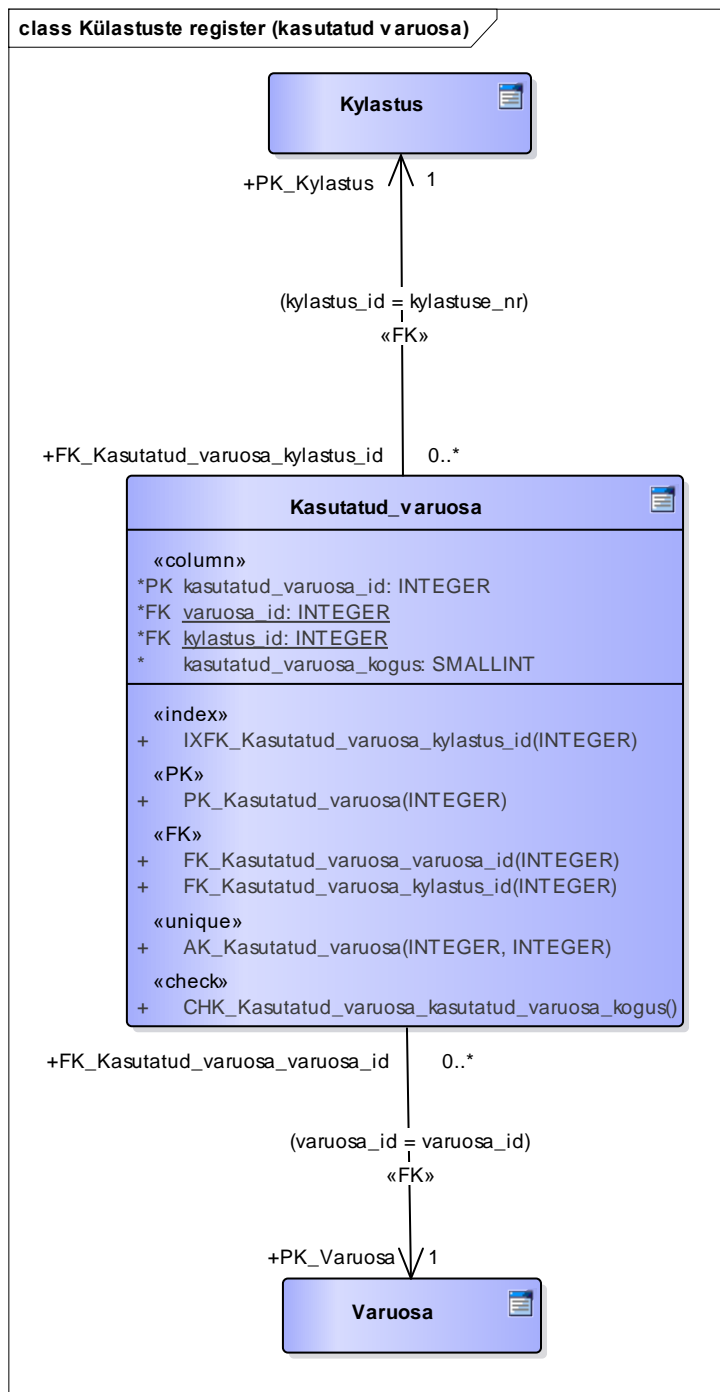 class Külastuste register (kasutatud varuosa)
Kylastus
+PK_Kylastus 1
(kylastus_id = kylastuse_nr)
«FK»
+FK_Kasutatud_varuosa_kylastus_id 0..*
Kasutatud_varuosa
«column»
*PK kasutatud_varuosa_id: INTEGER
*FK varuosa_id: INTEGER
*FK kylastus_id: INTEGER
* kasutatud_varuosa_kogus: SMALLINT
«index»
+ IXFK_Kasutatud_varuosa_kylastus_id(INTEGER)
«PK»
+ PK_Kasutatud_varuosa(INTEGER)
«FK»
+ FK_Kasutatud_varuosa_varuosa_id(INTEGER)
+ FK_Kasutatud_varuosa_kylastus_id(INTEGER)
«unique»
+ AK_Kasutatud_varuosa(INTEGER, INTEGER)
«check»
+ CHK_Kasutatud_varuosa_kasutatud_varuosa_kogus()
+FK_Kasutatud_varuosa_varuosa_id 0..*
(varuosa_id = varuosa_id)
«FK»
+PK_Varuosa 1
Varuosa